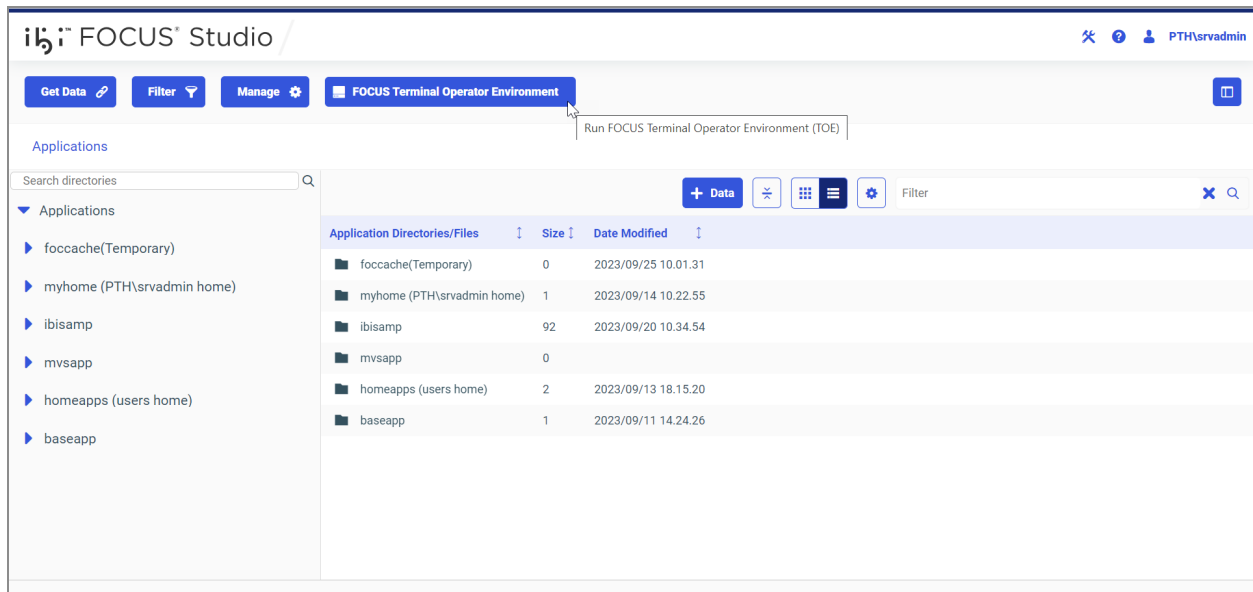 ibi™ FOCUS® Studio
PTH\srvadmin
Get Data
Filter
Manage
FOCUS Terminal Operator Environment
Run FOCUS Terminal Operator Environment (TOE)
Applications
Search directories
Applications
foccache(Temporary)
myhome (PTH\srvadmin home)
ibisamp
mvsapp
homeapps (users home)
baseapp
+ Data
Filter
Application Directories/Files Size Date Modified
foccache(Temporary) 0 2023/09/25 10.01.31
myhome (PTH\srvadmin home) 1 2023/09/14 10.22.55
ibisamp 92 2023/09/20 10.34.54
mvsapp 0
homeapps (users home) 2 2023/09/13 18.15.20
baseapp 1 2023/09/11 14.24.26